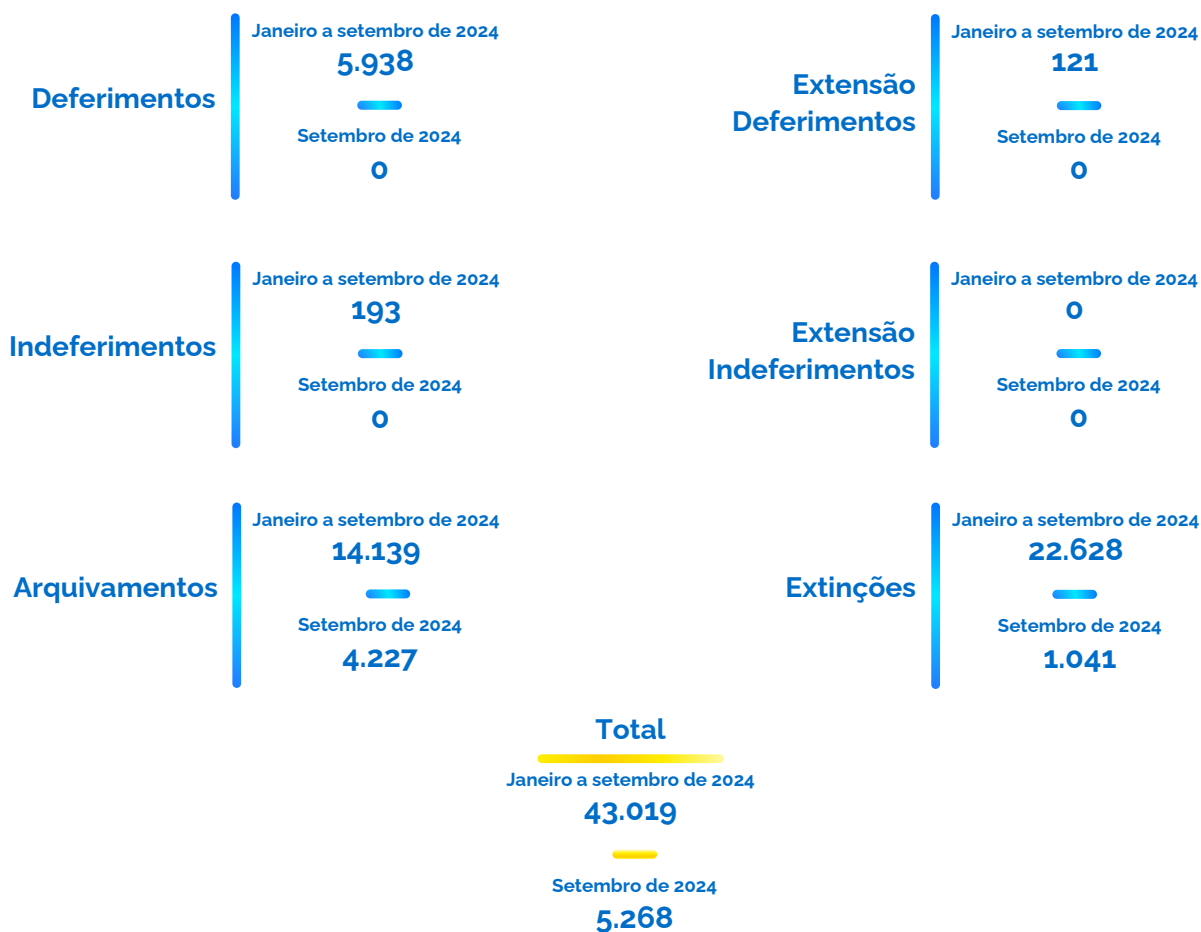 Deferimentos
Janeiro a setembro de 2024
5.938
Setembro de 2024
0
Extensão
Deferimentos
Janeiro a setembro de 2024
121
Setembro de 2024
0
Indeferimentos
Janeiro a setembro de 2024
193
Setembro de 2024
0
Extensão
Indeferimentos
Janeiro a setembro de 2024
0
Setembro de 2024
0
Arquivamentos
Janeiro a setembro de 2024
14.139
Setembro de 2024
4.227
Extinções
Janeiro a setembro de 2024
22.628
Setembro de 2024
1.041
Total
Janeiro a setembro de 2024
43.019
Setembro de 2024
5.268